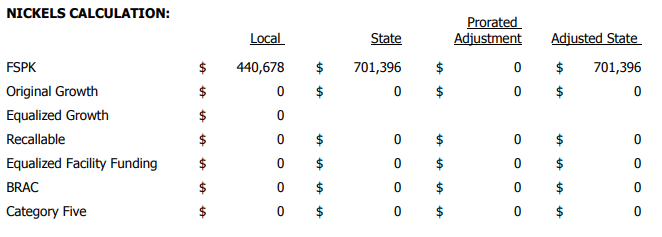 NICKELS CALCULATION:
Local State Prorated Adjustment Adjusted State
FSPK $ 440,678 $ 701,396 $ 0 $ 701,396
Original Growth $ 0 $ 0 $ 0 $ 0
Equalized Growth $ 0
Recallable $ 0 $ 0 $ 0 $ 0
Equalized Facility Funding $ 0 $ 0 $ 0 $ 0
BRAC $ 0 $ 0 $ 0 $ 0
Category Five $ 0 $ 0 $ 0 $ 0